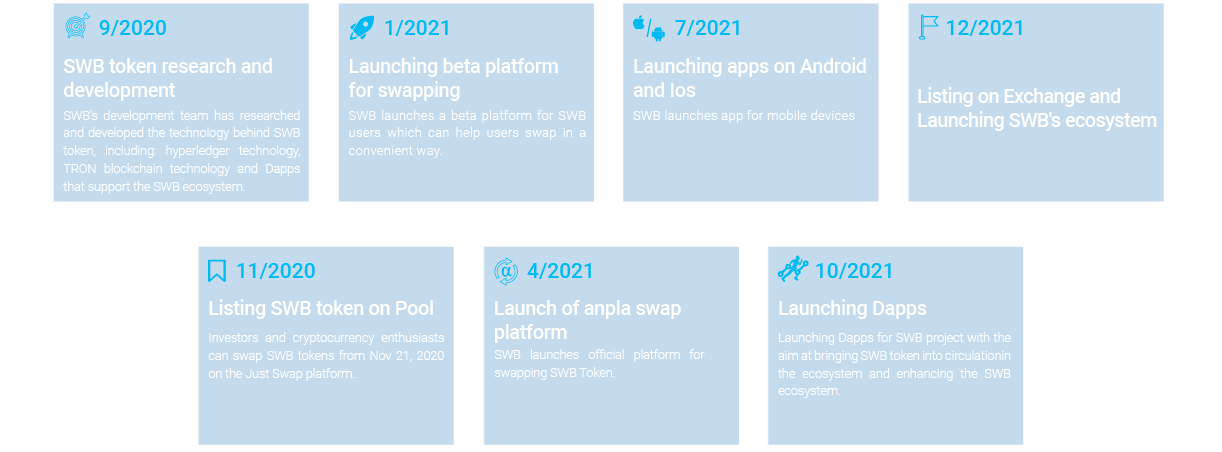 9/2020
SWB token research and
development
SWB's development team has researched
and developed the technology behind SWB
token, including: hyperledger technology,
TRON blockchain technology and Dapps
that support the SWB ecosystem.
1/2021
Launching beta platform
for swapping
SWB launches a beta platform for SWB
users which can help users swap in a
convenient way.
7/2021
Launching apps on Android
and Ios
SWB launches app for mobile devices
12/2021
Listing on Exchange and
Launching SWB's ecosystem
11/2020
Listing SWB token on Pool
Investors and cryptocurrency enthusiasts
can swap SWB tokens from Nov 21, 2020
on the Just Swap platform.
α 4/2021
Launch of anpla swap
platform
SWB launches official platform for
swapping SWB Token.
10/2021
Launching Dapps
Launching Dapps for SWB project with the
aim at bringing SWB token into circulationin
the ecosystem and enhancing the SWB
ecosystem.